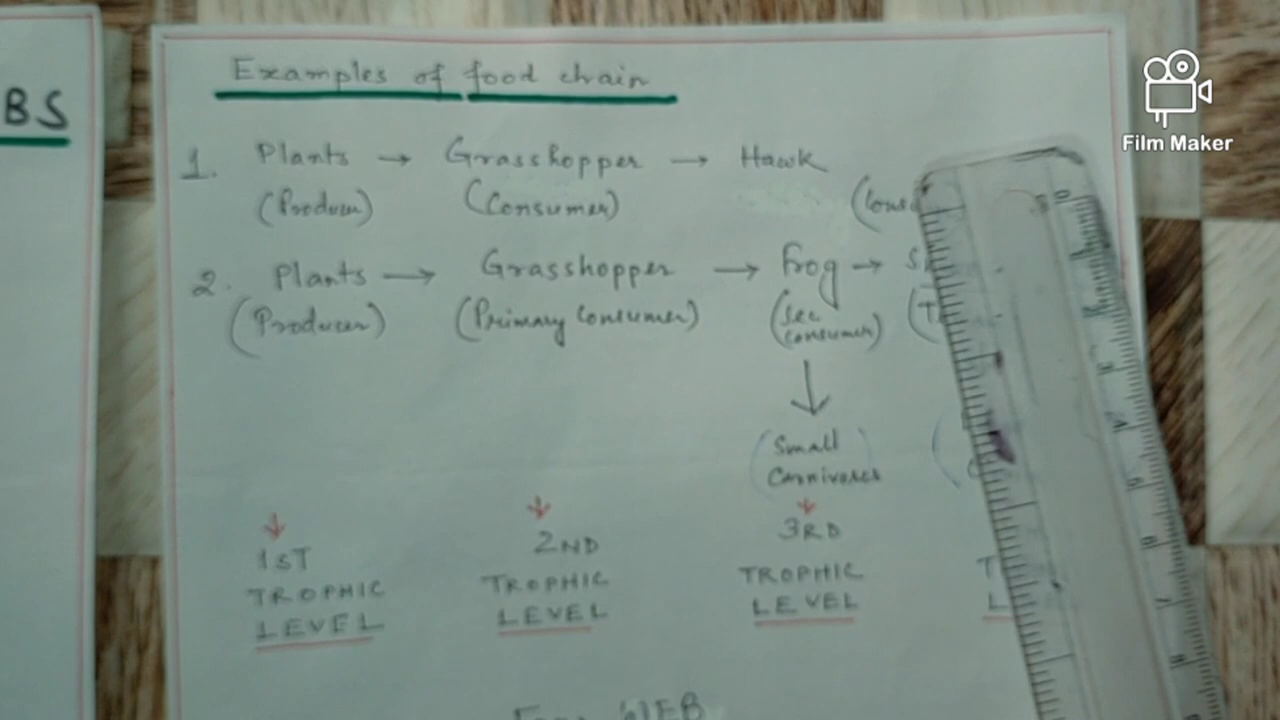 BS
Examples of food chain
1. Plants → Grasshopper → Hawk
(Producer) (Consumer)
2. Plants → Grasshopper → frog →
(Producer) (Primary Consumer) (sec consumer)
↓
(Small Carnivores)
↓ ↓ ↓
1ST 2ND 3RD
TROPHIC TROPHIC TROPHIC
LEVEL LEVEL LEVEL
WEB
Film Maker